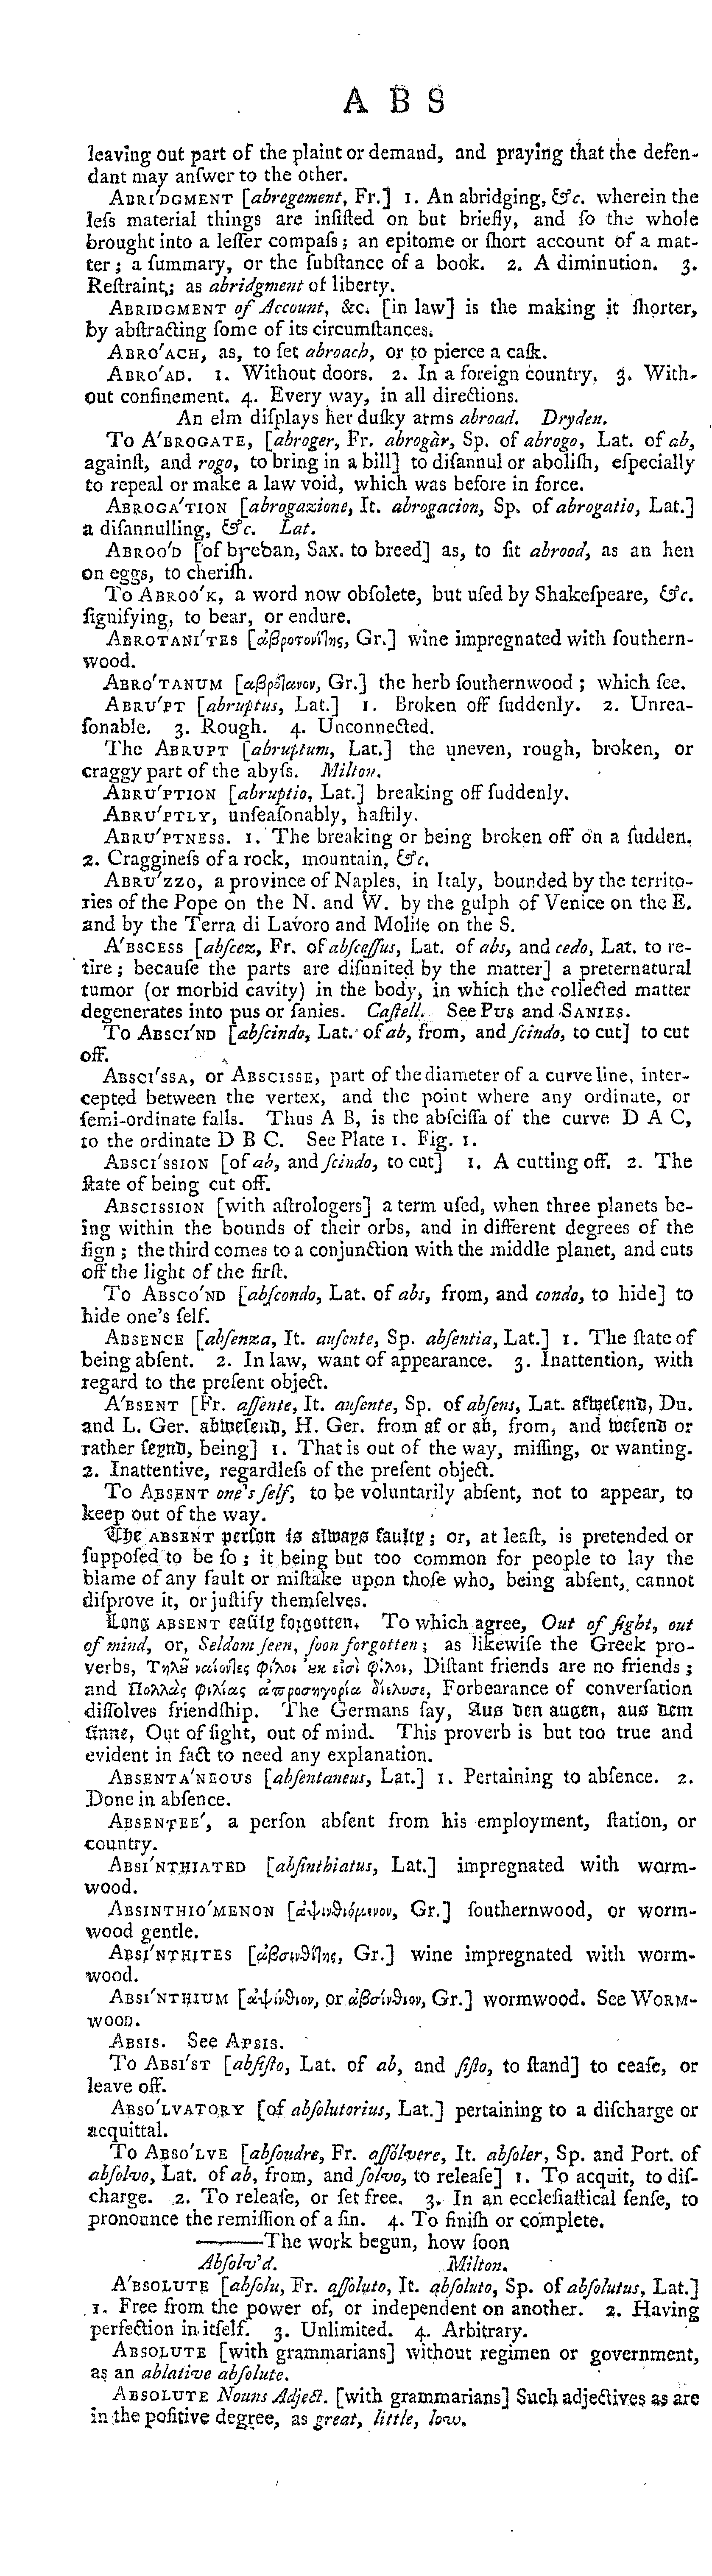 A B S
leaving out part of the plaint or demand, and praying that the defen-
dant may anſwer to the other.
ABRI'DGMENT [abregement, Fr.] 1. An abridging, &c. wherein the
leſs material things are inſiſted on but briefly, and ſo the whole
brought into a leſſer compaſs; an epitome or ſhort account of a mat-
ter; a ſummary, or the ſubſtance of a book. 2. A diminution. 3.
Reſtraint; as abridgment of liberty.
ABRIDGMENT of Account, &c. [in law] is the making it ſhorter,
by abſtracting ſome of its circumſtances.
ABRO'ACH, as, to ſet abroach, or to pierce a caſk.
ABRO'AD. 1. Without doors. 2. In a foreign country, 3. With-
out confinement. 4. Every way, in all directions.
An elm diſplays her duſky arms abroad. Dryden.
To A'BROGATE, [abroger, Fr. abrogàr, Sp. of abrogo, Lat. of ab,
againſt, and rogo, to bring in a bill] to diſannul or aboliſh, eſpecially
to repeal or make a law void, which was before in force.
ABROGA'TION [abrogazione, It. abrogacion, Sp. of abrogatio, Lat.]
a diſannulling, &c. Lat.
ABROO'D [of breban, Sax. to breed] as, to ſit abrood, as an hen
on eggs, to cheriſh.
To ABROO'K, a word now obſolete, but uſed by Shakeſpeare, &c.
ſignifying, to bear, or endure.
ABROTANI'TES [ἀβροτονίτης, Gr.] wine impregnated with ſouthern-
wood.
ABRO'TANUM [αβρότανον, Gr.] the herb ſouthernwood; which ſee.
ABRU'PT [abruptus, Lat.] 1. Broken off ſuddenly. 2. Unrea-
ſonable. 3. Rough. 4. Unconnected.
The ABRUPT [abruptum, Lat.] the uneven, rough, broken, or
craggy part of the abyſs. Milton.
ABRU'PTION [abruptio, Lat.] breaking off ſuddenly.
ABRU'PTLY, unſeaſonably, haſtily.
ABRU'PTNESS. 1. The breaking or being broken off on a ſudden.
2. Craggineſs of a rock, mountain, &c.
ABRU'ZZO, a province of Naples, in Italy, bounded by the territo-
ries of the Pope on the N. and W. by the gulph of Venice on the E.
and by the Terra di Lavoro and Moliſe on the S.
A'BSCESS [abſcez, Fr. of abſceſſus, Lat. of abs, and cedo, Lat. to re-
tire; becauſe the parts are diſunited by the matter] a preternatural
tumor (or morbid cavity) in the body, in which the collected matter
degenerates into pus or ſanies. Caſtell. See PUS and SANIES.
To ABSCI'ND [abſcindo, Lat. of ab, from, and ſcindo, to cut] to cut
off.
ABSCI'SSA, or ABSCISSE, part of the diameter of a curve line, inter-
cepted between the vertex, and the point where any ordinate, or
ſemi-ordinate falls. Thus A B, is the abſciſſa of the curve D A C,
to the ordinate D B C. See Plate 1. Fig. 1.
ABSCI'SSION [of ab, and ſcindo, to cut] 1. A cutting off. 2. The
ſtate of being cut off.
ABSCISSION [with aſtrologers] a term uſed, when three planets be-
ing within the bounds of their orbs, and in different degrees of the
ſign; the third comes to a conjunction with the middle planet, and cuts
off the light of the firſt.
To ABSCO'ND [abſcondo, Lat. of abs, from, and condo, to hide] to
hide one's ſelf.
ABSENCE [abſenza, It. auſente, Sp. abſentia, Lat.] 1. The ſtate of
being abſent. 2. In law, want of appearance. 3. Inattention, with
regard to the preſent object.
A'BSENT [Fr. aſſente, It. auſente, Sp. of abſens, Lat. afweſend, Du.
and L. Ger. abweſend, H. Ger. from af or ab, from, and weſend or
rather ſeynd, being] 1. That is out of the way, miſſing, or wanting.
2. Inattentive, regardleſs of the preſent object.
To ABSENT one's ſelf, to be voluntarily abſent, not to appear, to
keep out of the way.
The ABSENT perſon is always faulty; or, at leaſt, is pretended or
ſuppoſed to be ſo; it being but too common for people to lay the
blame of any fault or miſtake upon thoſe who, being abſent, cannot
diſprove it, or juſtify themſelves.
Long ABSENT eaſily forgotten. To which agree, Out of ſight, out
of mind, or, Seldom ſeen, ſoon forgotten; as likewiſe the Greek pro-
verbs, Τηλȣ ναίοντες φίλοι ȣκ εἰσὶ φίλοι, Diſtant friends are no friends;
and Πολλὰς φιλίας ἀπροσηγορία διελυσε, Forbearance of converſation
diſſolves friendſhip. The Germans ſay, Aus den augen, aus dem
ſinne, Out of ſight, out of mind. This proverb is but too true and
evident in fact to need any explanation.
ABSENTA'NEOUS [abſentaneus, Lat.] 1. Pertaining to abſence. 2.
Done in abſence.
ABSENTEE', a perſon abſent from his employment, ſtation, or
country.
ABSI'NTHIATED [abſinthiatus, Lat.] impregnated with worm-
wood.
ABSINTHIO'MENON [ἀψινθιόμενον, Gr.] ſouthernwood, or worm-
wood gentle.
ABSI'NTHITES [ἀβσινθίτης, Gr.] wine impregnated with worm-
wood.
ABSI'NTHIUM [ἀψίνθιον, or ἀβσίνθιον, Gr.] wormwood. See WORM-
WOOD.
ABSIS. See APSIS.
To ABSI'ST [abſiſto, Lat. of ab, and ſiſto, to ſtand] to ceaſe, or
leave off.
ABSO'LVATORY [of abſolutorius, Lat.] pertaining to a diſcharge or
acquittal.
To ABSO'LVE [abſoudre, Fr. aſſólvere, It. abſoler, Sp. and Port. of
abſolvo, Lat. of ab, from, and ſolvo, to releaſe] 1. To acquit, to diſ-
charge. 2. To releaſe, or ſet free. 3. In an eccleſiaſtical ſenſe, to
pronounce the remiſſion of a ſin. 4. To finiſh or complete.
———The work begun, how ſoon
Abſolv'd. Milton.
A'BSOLUTE [abſolu, Fr. aſſoluto, It. abſoluto, Sp. of abſolutus, Lat.]
1. Free from the power of, or independent on another. 2. Having
perfection in itſelf. 3. Unlimited. 4. Arbitrary.
ABSOLUTE [with grammarians] without regimen or government,
as an ablative abſolute.
ABSOLUTE Nouns Adject. [with grammarians] Such adjectives as are
in the poſitive degree, as great, little, low.